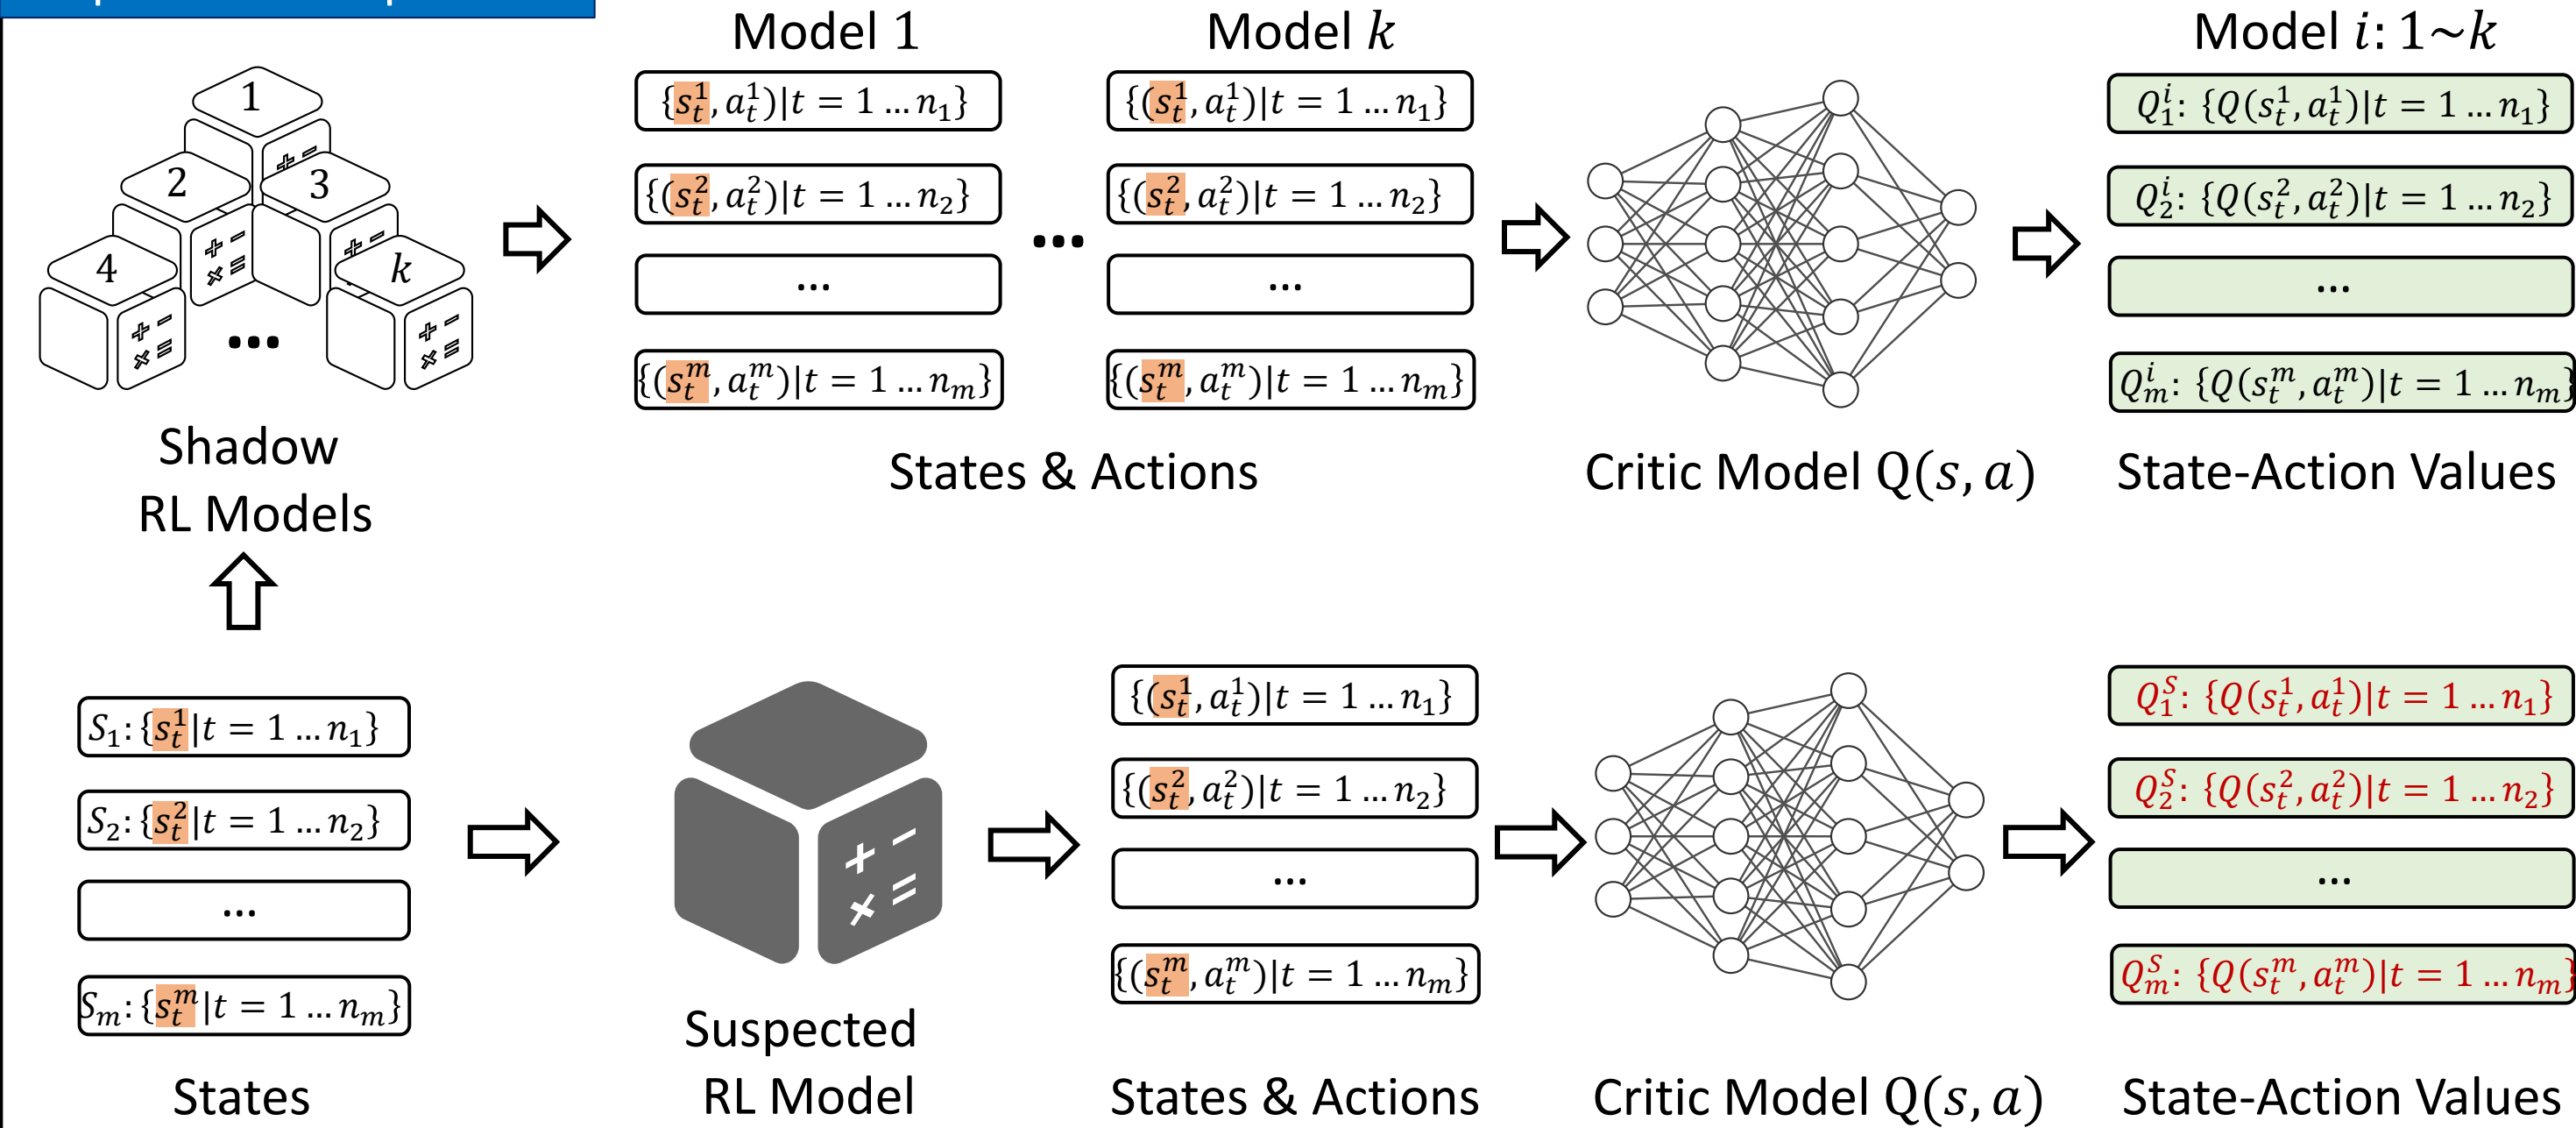 Model 1
Model k
Model i: 1~k
1
2
3
4
k
...
{s_t^1, a_t^1)|t = 1 ... n_1}
{(s_t^2, a_t^2)|t = 1 ... n_2}
...
{(s_t^m, a_t^m)|t = 1 ... n_m}
...
{(s_t^1, a_t^1)|t = 1 ... n_1}
{(s_t^2, a_t^2)|t = 1 ... n_2}
...
{(s_t^m, a_t^m)|t = 1 ... n_m}
Q_1^i: {Q(s_t^1, a_t^1)|t = 1 ... n_1}
Q_2^i: {Q(s_t^2, a_t^2)|t = 1 ... n_2}
...
Q_m^i: {Q(s_t^m, a_t^m)|t = 1 ... n_m}
Shadow
RL Models
States & Actions
Critic Model Q(s, a)
State-Action Values
S_1: {s_t^1|t = 1 ... n_1}
S_2: {s_t^2|t = 1 ... n_2}
...
S_m: {s_t^m|t = 1 ... n_m}
States
+ −
× =
Suspected
RL Model
{(s_t^1, a_t^1)|t = 1 ... n_1}
{(s_t^2, a_t^2)|t = 1 ... n_2}
...
{(s_t^m, a_t^m)|t = 1 ... n_m}
States & Actions
Critic Model Q(s, a)
Q_1^S: {Q(s_t^1, a_t^1)|t = 1 ... n_1}
Q_2^S: {Q(s_t^2, a_t^2)|t = 1 ... n_2}
...
Q_m^S: {Q(s_t^m, a_t^m)|t = 1 ... n_m}
State-Action Values